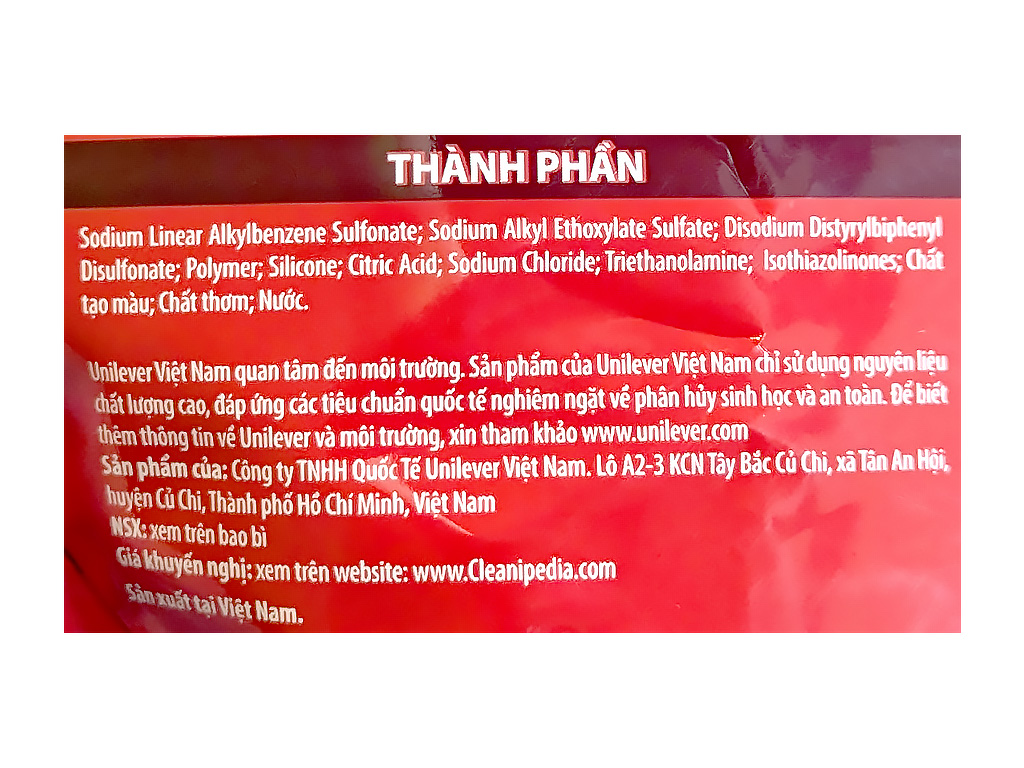 THÀNH PHẦN
Sodium Linear Alkylbenzene Sulfonate; Sodium Alkyl Ethoxylate Sulfate; Disodium Distyrylbiphenyl
Disulfonate; Polymer; Silicone; Citric Acid; Sodium Chloride; Triethanolamine; Isothiazolinones; Chất
tạo màu; Chất thơm; Nước.
Unilever Việt Nam quan tâm đến môi trường. Sản phẩm của Unilever Việt Nam chỉ sử dụng nguyên liệu
chất lượng cao, đáp ứng các tiêu chuẩn quốc tế nghiêm ngặt về phân hủy sinh học và an toàn. Để biết
thêm thông tin về Unilever và môi trường, xin tham khảo www.unilever.com
Sản phẩm của: Công ty TNHH Quốc Tế Unilever Việt Nam. Lô A2-3 KCN Tây Bắc Củ Chi, xã Tân An Hội,
huyện Củ Chi, Thành phố Hồ Chí Minh, Việt Nam
NSX: xem trên bao bì
Giá khuyến nghị: xem trên website: www.Cleanipedia.com
Sản xuất tại Việt Nam.